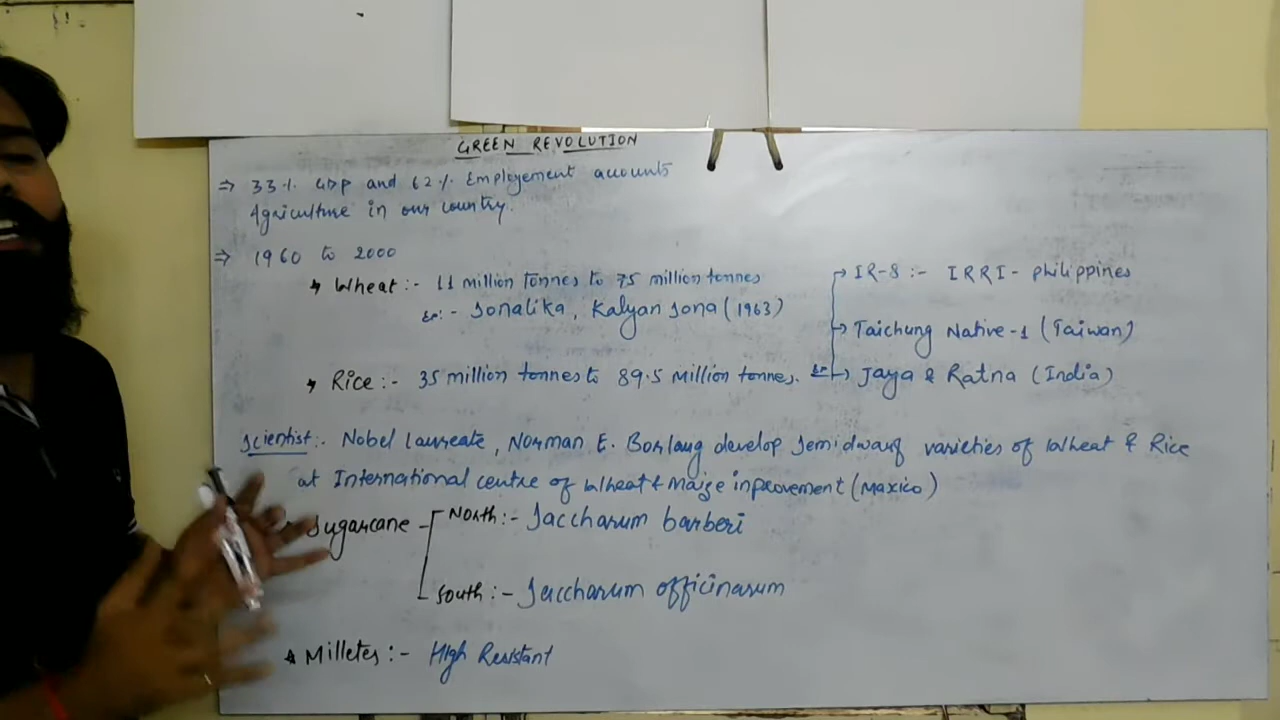 GREEN REVOLUTION
⇒ 33%. GDP and 62%. Employement accounts
Agriculture in our country.
⇒ 1960 to 2000
Wheat :- 11 million tonnes to 75 million tonnes
Ex:- Sonalika, Kalyan Sona (1963)
Rice :- 35 million tonnes to 89.5 Million tonnes. Ex
→ IR-8 :- IRRI - philippines
→ Taichung Native-1 (Taiwan)
→ Jaya & Ratna (India)
Scientist:- Nobel laureate, Norman E. Borlaug develop Semidwarf varieties of Wheat & Rice
at International centre of Wheat & Maize inprovement (Maxico)
Sugarcane - North :- Saccharum barberi
South :- Saccharum officinarum
Milletes :- High Resistant